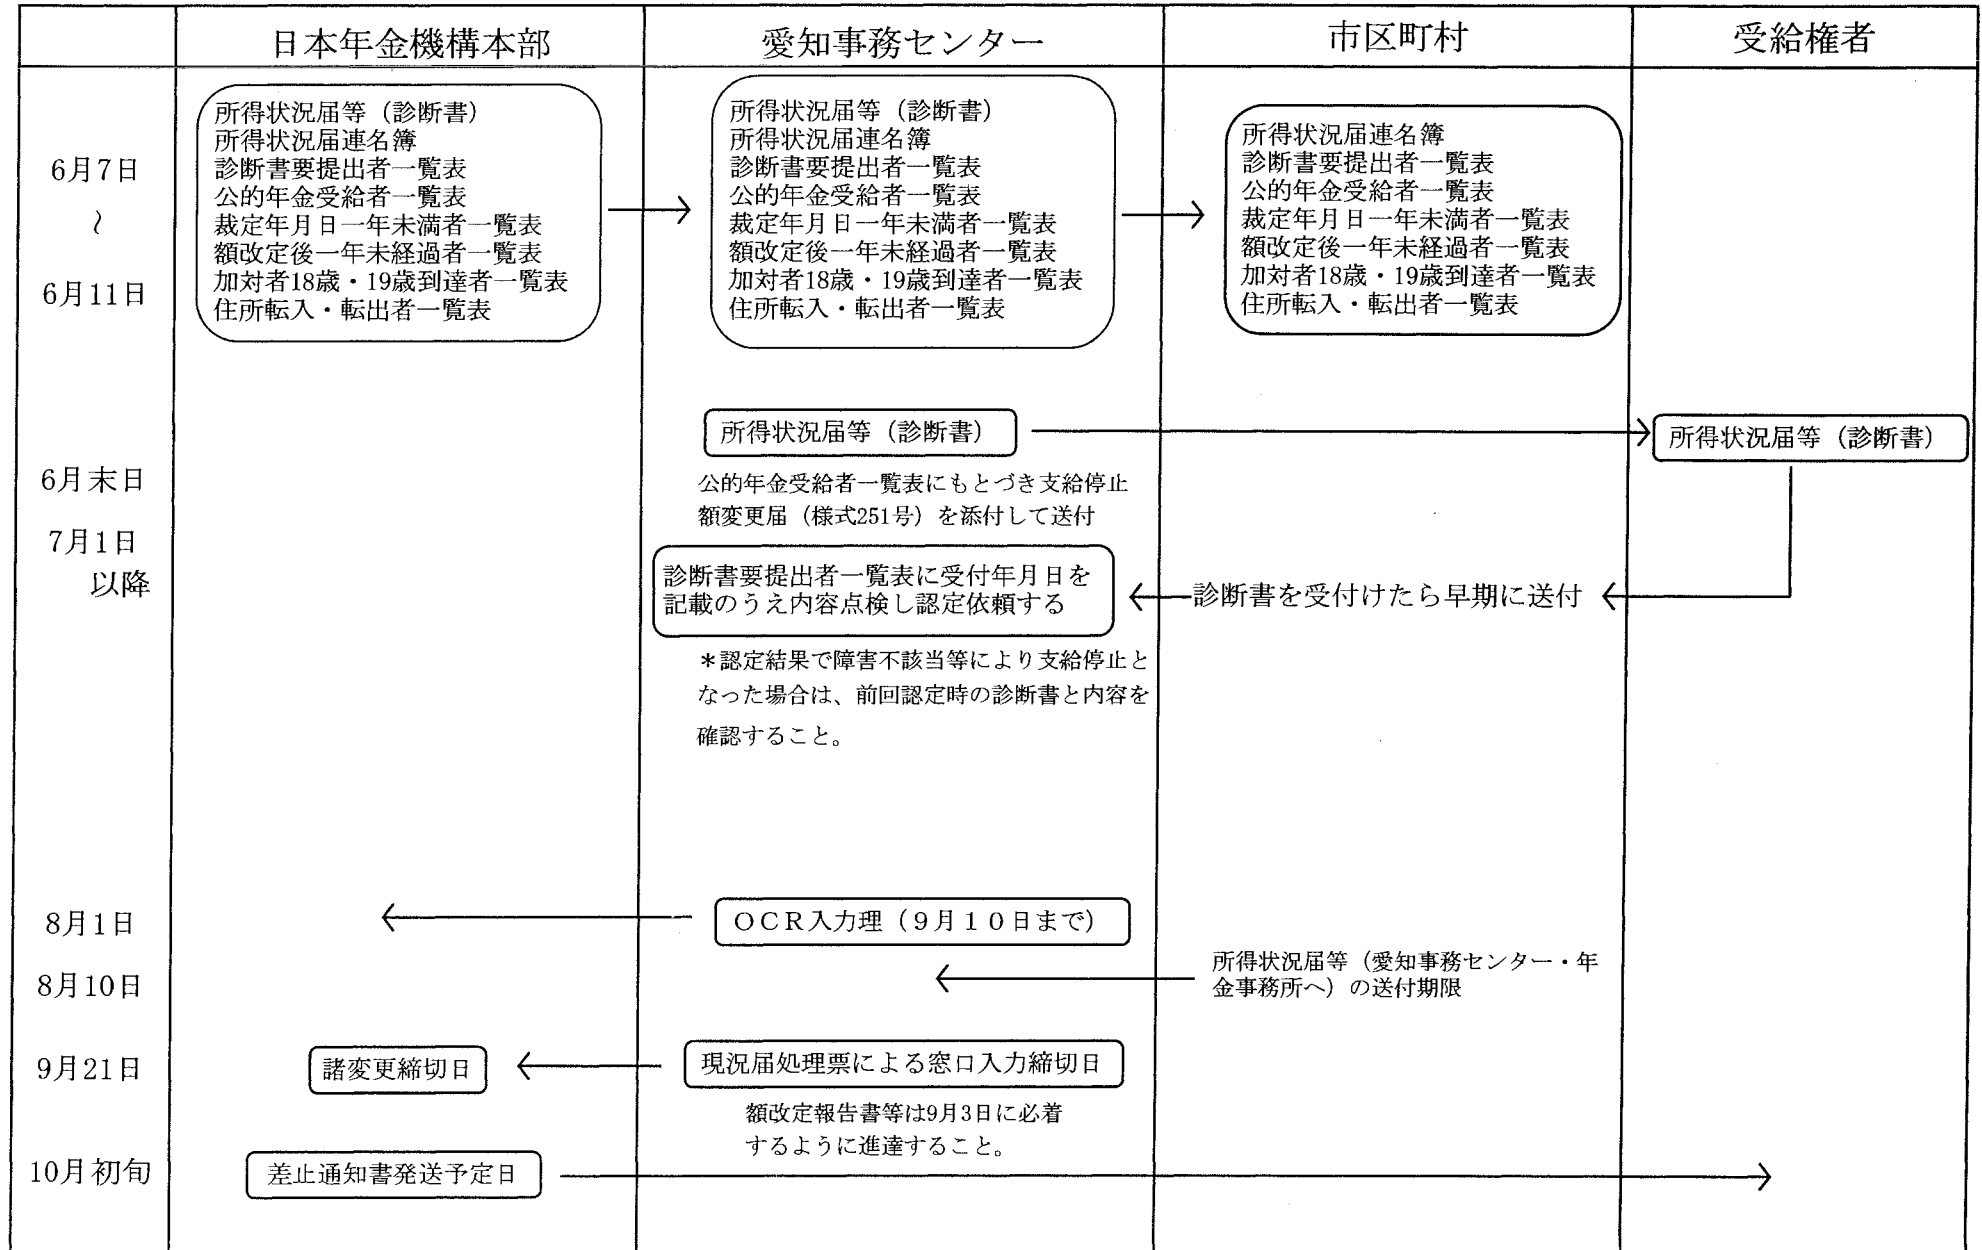 日本年金機構本部
愛知事務センター
市区町村
受給権者
6月7日
～
6月11日
所得状況届等（診断書）
所得状況届連名簿
診断書要提出者一覧表
公的年金受給者一覧表
裁定年月日一年未満者一覧表
額改定後一年未経過者一覧表
加対者18歳・19歳到達者一覧表
住所転入・転出者一覧表
所得状況届等（診断書）
所得状況届連名簿
診断書要提出者一覧表
公的年金受給者一覧表
裁定年月日一年未満者一覧表
額改定後一年未経過者一覧表
加対者18歳・19歳到達者一覧表
住所転入・転出者一覧表
所得状況届連名簿
診断書要提出者一覧表
公的年金受給者一覧表
裁定年月日一年未満者一覧表
額改定後一年未経過者一覧表
加対者18歳・19歳到達者一覧表
住所転入・転出者一覧表
所得状況届等（診断書）
所得状況届等（診断書）
6月末日
公的年金受給者一覧表にもとづき支給停止
額変更届（様式251号）を添付して送付
7月1日
以降
診断書要提出者一覧表に受付年月日を
記載のうえ内容点検し認定依頼する
診断書を受付けたら早期に送付
＊認定結果で障害不該当等により支給停止と
なった場合は、前回認定時の診断書と内容を
確認すること。
8月1日
ＯＣＲ入力理（９月１０日まで）
8月10日
所得状況届等（愛知事務センター・年
金事務所へ）の送付期限
9月21日
諸変更締切日
現況届処理票による窓口入力締切日
額改定報告書等は9月3日に必着
するように進達すること。
10月初旬
差止通知書発送予定日